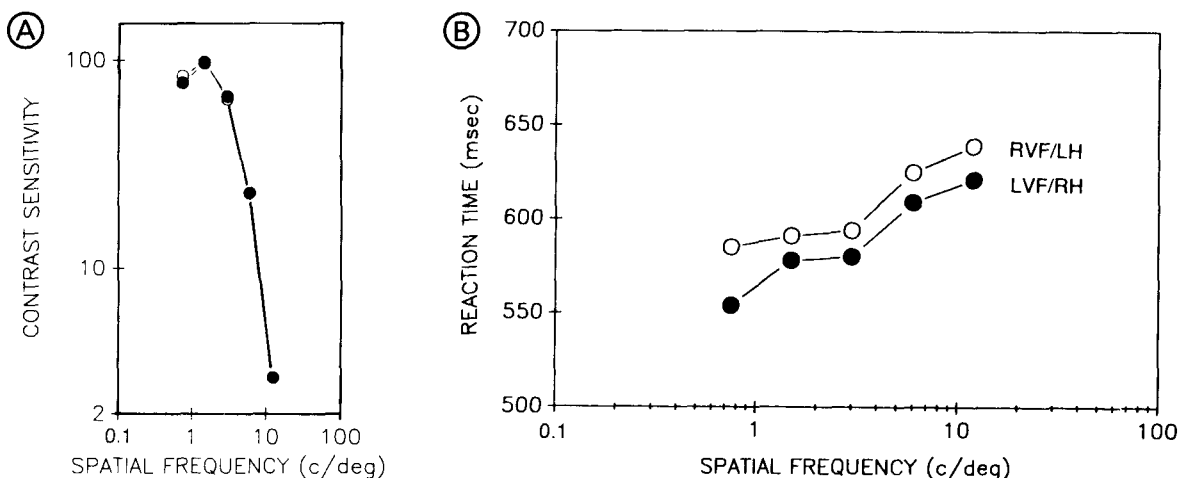 A
CONTRAST SENSITIVITY
100
10
2
0.1 1 10 100
SPATIAL FREQUENCY (c/deg)
B
REACTION TIME (msec)
700
650
600
550
500
RVF/LH
LVF/RH
0.1 1 10 100
SPATIAL FREQUENCY (c/deg)